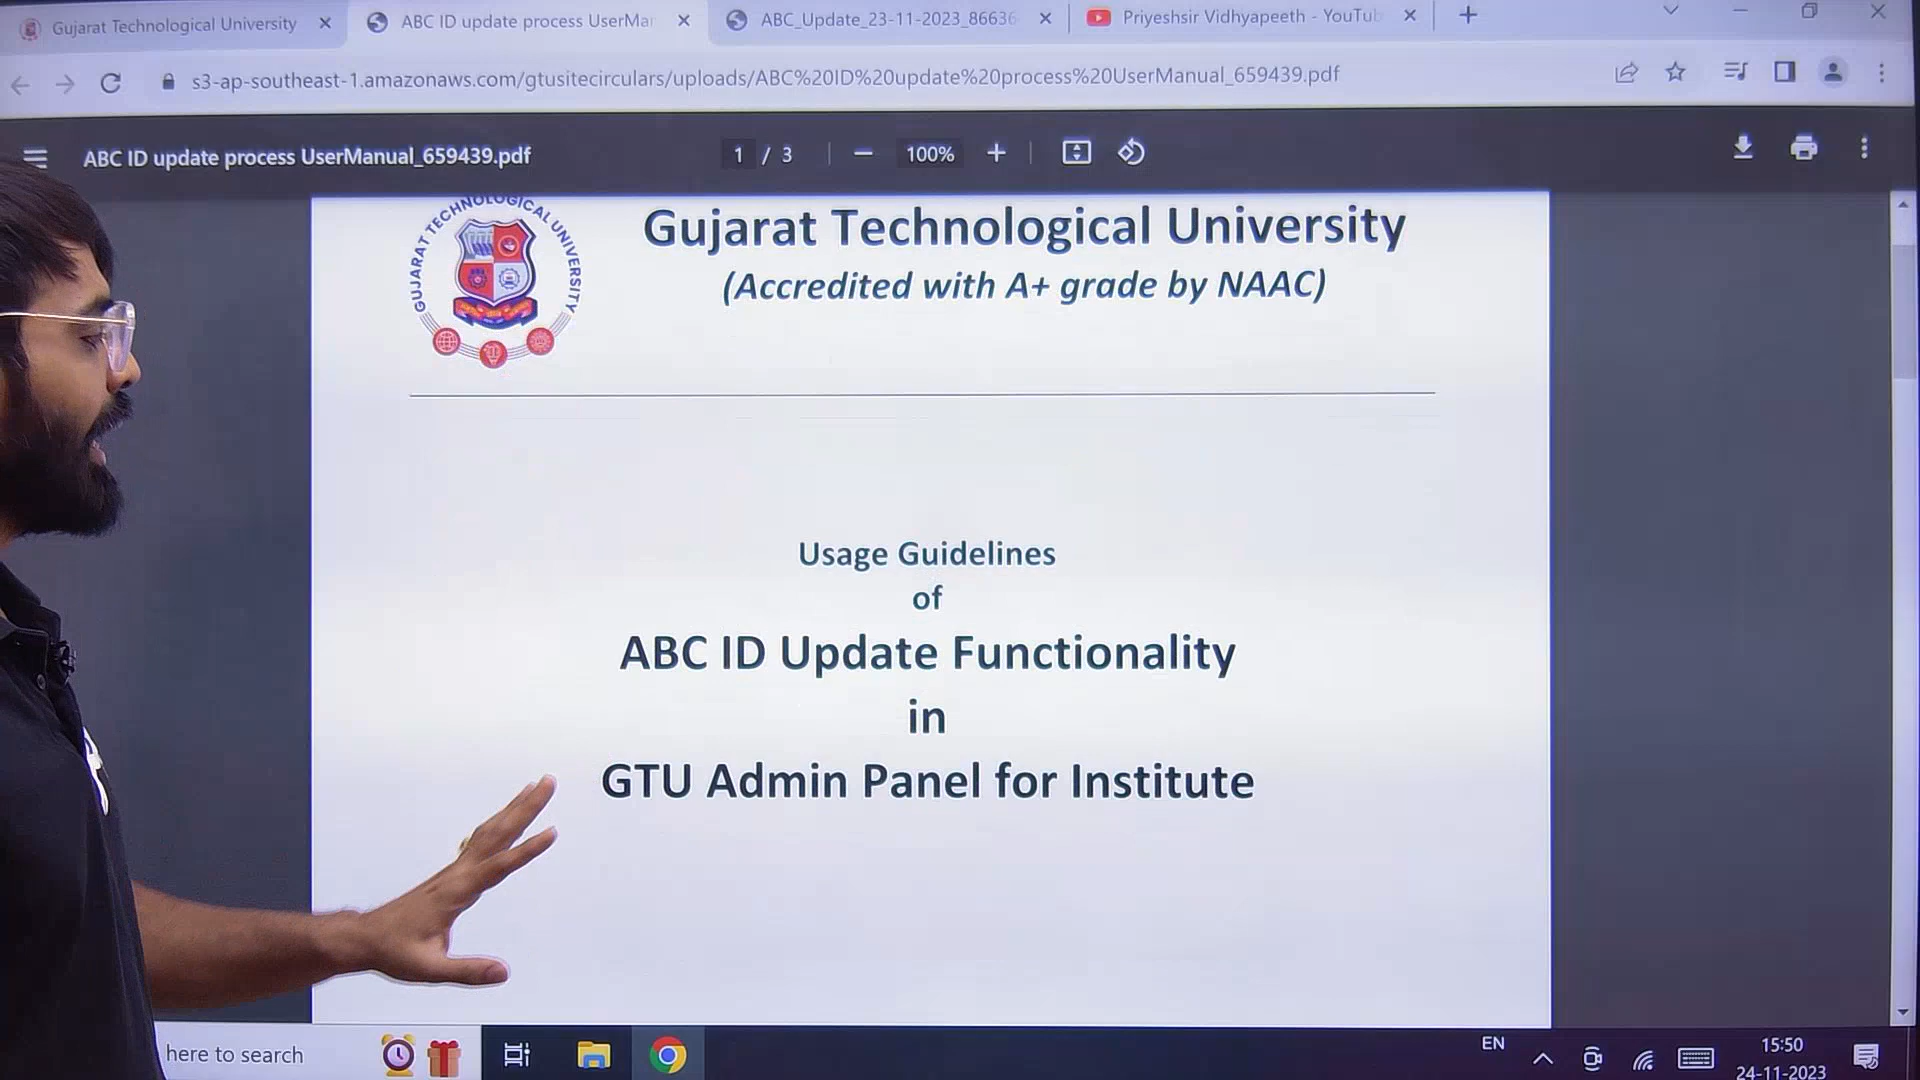 Gujarat Technological University
ABC ID update process UserMar
ABC_Update_23-11-2023_86636
Priyeshsir Vidhyapeeth - YouTub
s3-ap-southeast-1.amazonaws.com/gtusitecirculars/uploads/ABC%20ID%20update%20process%20UserManual_659439.pdf
ABC ID update process UserManual_659439.pdf
1 / 3
100%
GUJARAT TECHNOLOGICAL UNIVERSITY
Gujarat Technological University
(Accredited with A+ grade by NAAC)
Usage Guidelines
of
ABC ID Update Functionality
in
GTU Admin Panel for Institute
here to search
EN
15:50
24-11-2023